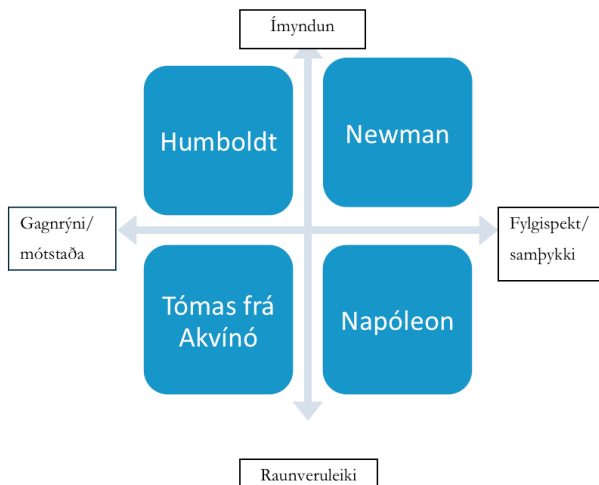 Ímyndun
Humboldt
Newman
Gagnrýni/
mótstaða
Fylgispekt/
samþykki
Tómas frá
Akvínó
Napóleon
Raunveruleiki